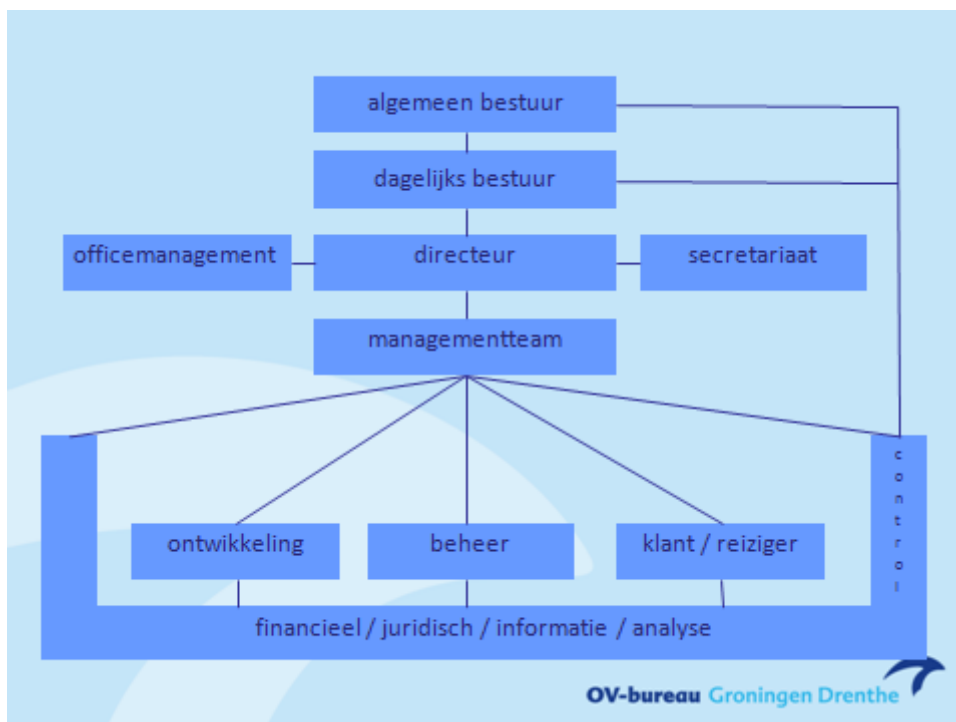 algemeen bestuur
dagelijks bestuur
officemanagement
directeur
secretariaat
managementteam
control
ontwikkeling
beheer
klant / reiziger
financieel / juridisch / informatie / analyse
OV-bureau Groningen Drenthe